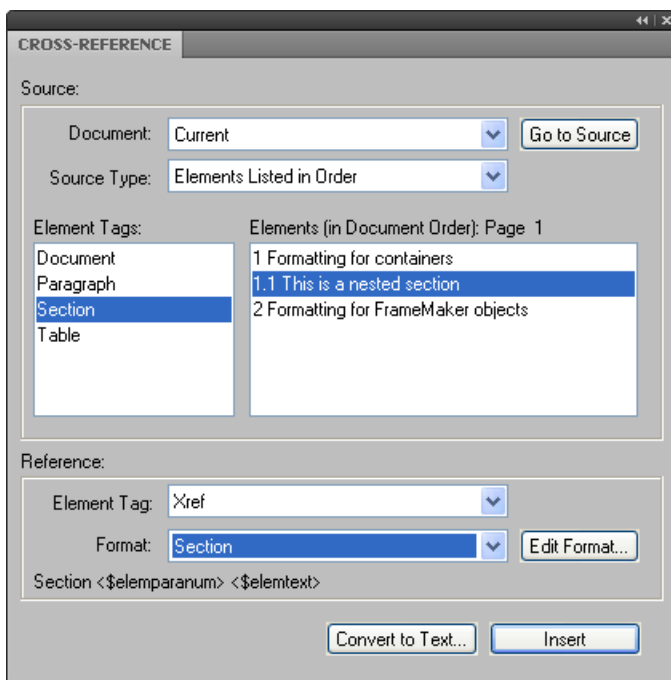 CROSS-REFERENCE
Source:
Document: Current Go to Source
Source Type: Elements Listed in Order
Element Tags: Elements (in Document Order): Page 1
Document 1 Formatting for containers
Paragraph 1.1 This is a nested section
Section 2 Formatting for FrameMaker objects
Table
Reference:
Element Tag: Xref
Format: Section Edit Format...
Section <$elemparanum> <$elemtext>
Convert to Text... Insert